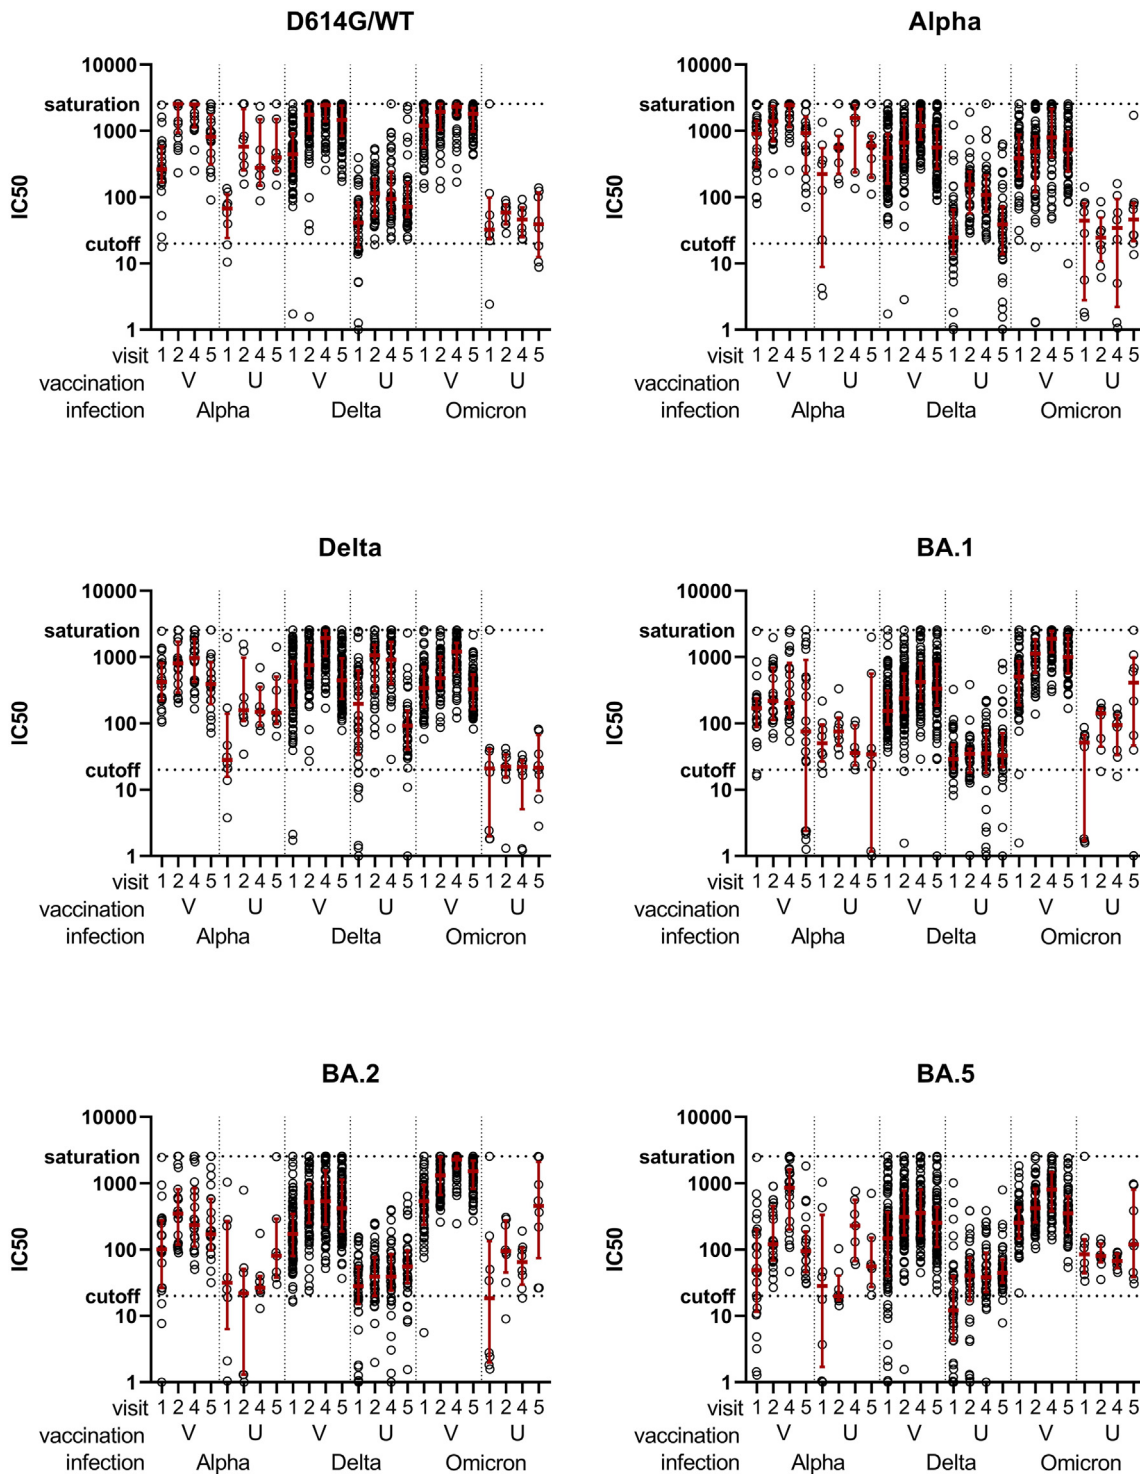 D614G/WT
10000
saturation
1000
100
cutoff
10
1
IC50
visit 1 2 4 5 1 2 4 5 1 2 4 5 1 2 4 5 1 2 4 5 1 2 4 5
vaccination V U V U V U
infection Alpha Delta Omicron
Alpha
10000
saturation
1000
100
cutoff
10
1
IC50
visit 1 2 4 5 1 2 4 5 1 2 4 5 1 2 4 5 1 2 4 5 1 2 4 5
vaccination V U V U V U
infection Alpha Delta Omicron
Delta
10000
saturation
1000
100
cutoff
10
1
IC50
visit 1 2 4 5 1 2 4 5 1 2 4 5 1 2 4 5 1 2 4 5 1 2 4 5
vaccination V U V U V U
infection Alpha Delta Omicron
BA.1
10000
saturation
1000
100
cutoff
10
1
IC50
visit 1 2 4 5 1 2 4 5 1 2 4 5 1 2 4 5 1 2 4 5 1 2 4 5
vaccination V U V U V U
infection Alpha Delta Omicron
BA.2
10000
saturation
1000
100
cutoff
10
1
IC50
visit 1 2 4 5 1 2 4 5 1 2 4 5 1 2 4 5 1 2 4 5 1 2 4 5
vaccination V U V U V U
infection Alpha Delta Omicron
BA.5
10000
saturation
1000
100
cutoff
10
1
IC50
visit 1 2 4 5 1 2 4 5 1 2 4 5 1 2 4 5 1 2 4 5 1 2 4 5
vaccination V U V U V U
infection Alpha Delta Omicron